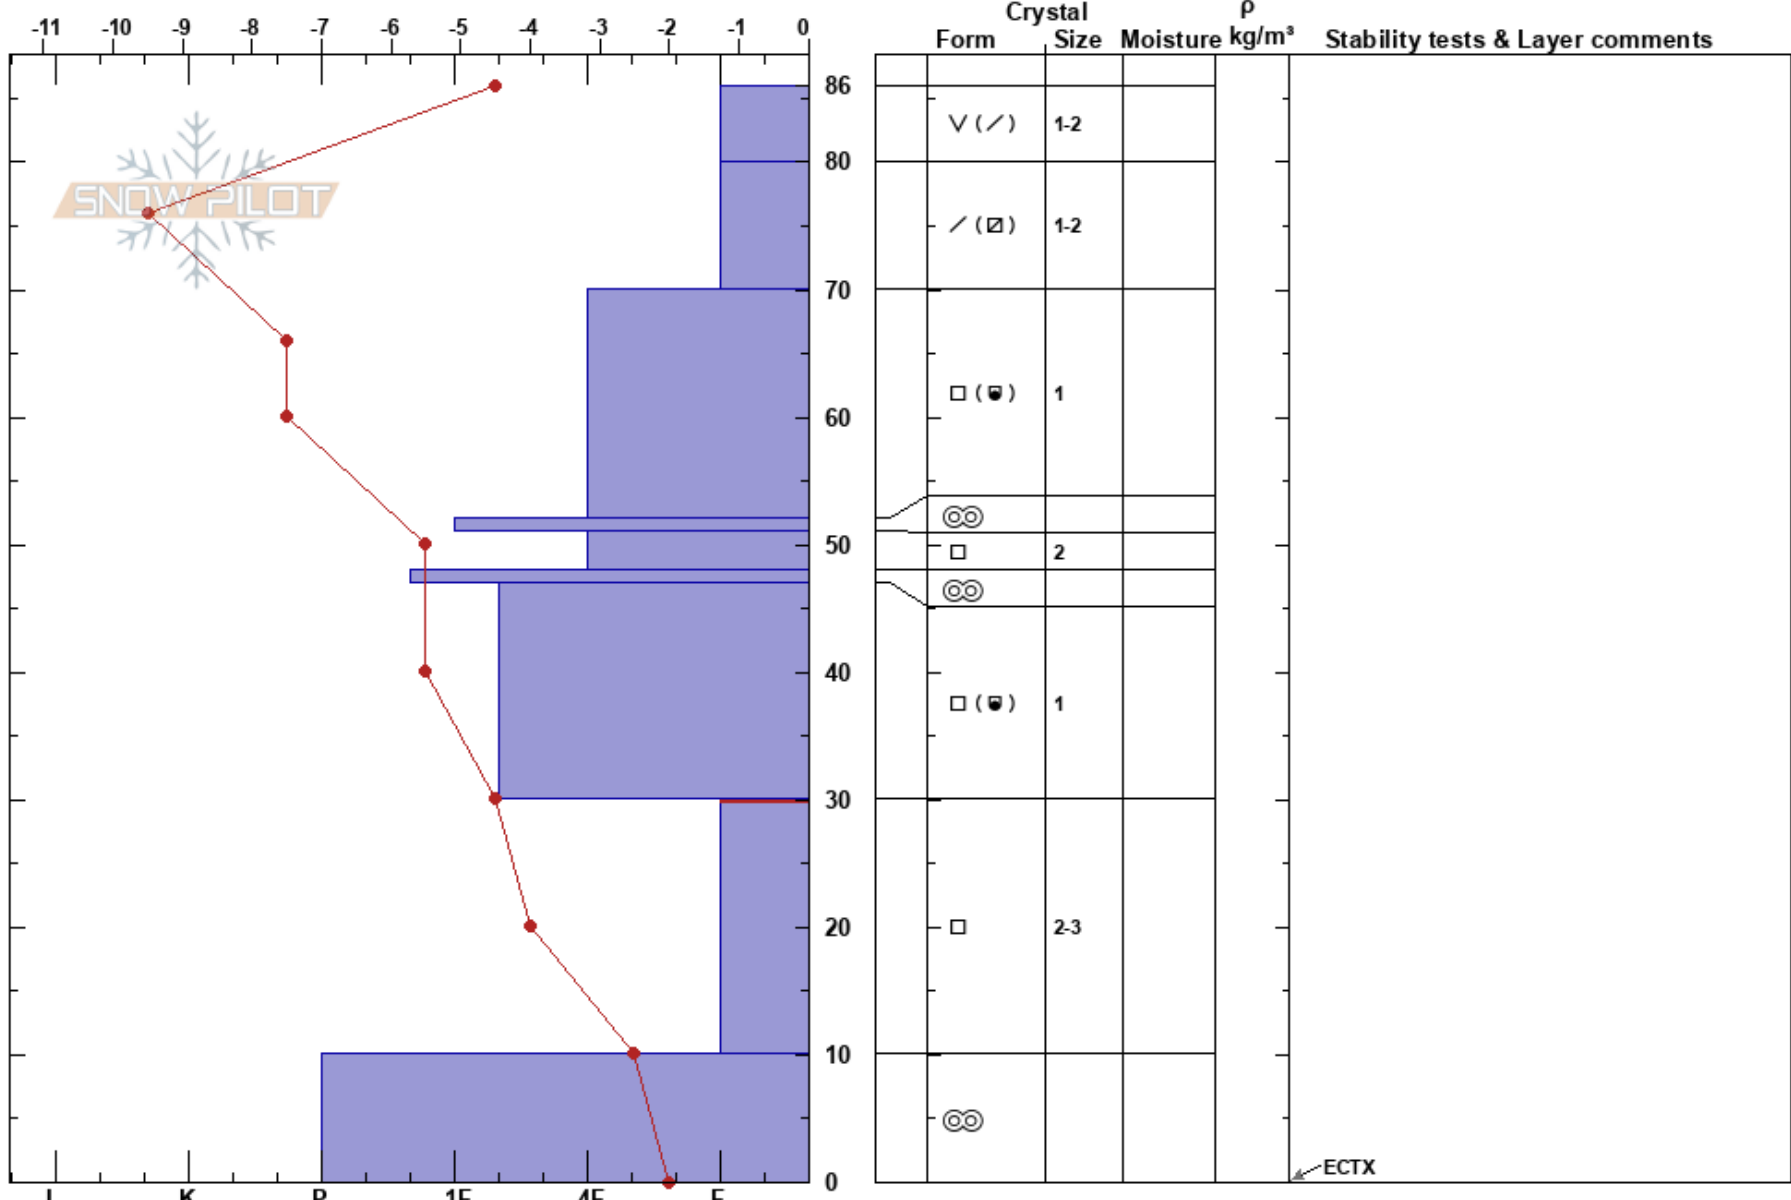 Crystal ρ
-11 -10 -9 -8 -7 -6 -5 -4 -3 -2 -1 0 Form Size Moisture kg/m³ Stability tests & Layer comments
86
V ( / ) 1-2
80
SNOW PILOT
/ ( ) 1-2
70
( ) 1
60
50
2
40
( ) 1
30
20 2-3
10
ECTX
0
I K P 1F 4F F